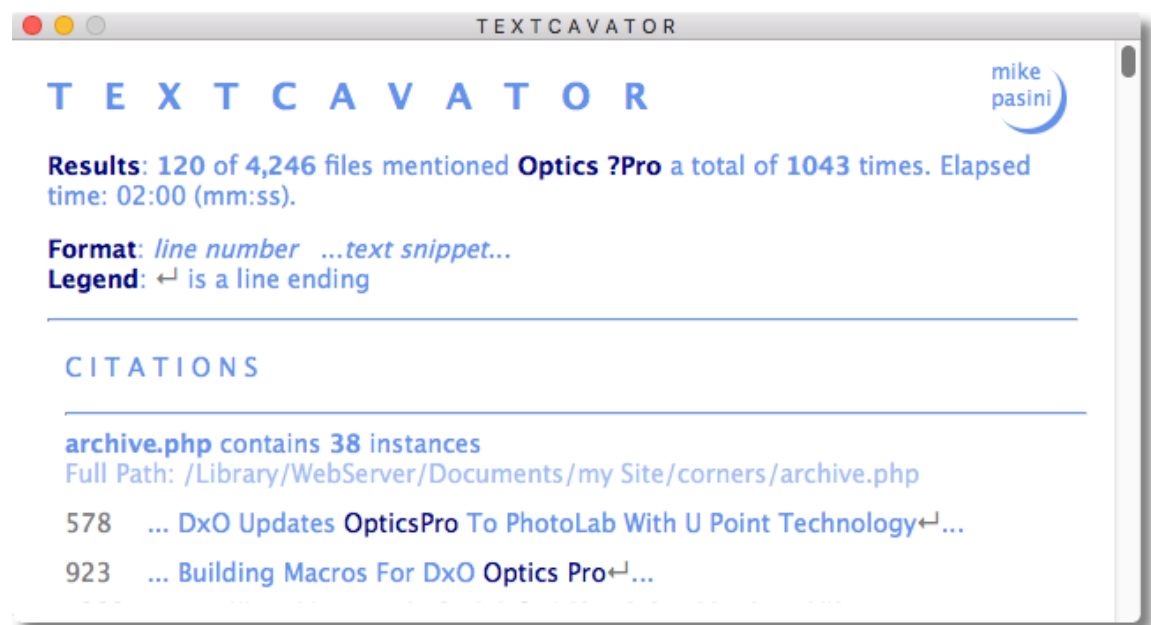 TEXTCAVATOR
TEXTCAVATOR
mike
pasini
Results: 120 of 4,246 files mentioned Optics ?Pro a total of 1043 times. Elapsed
time: 02:00 (mm:ss).
Format: line number ...text snippet...
Legend: ↵ is a line ending
CITATIONS
archive.php contains 38 instances
Full Path: /Library/WebServer/Documents/my Site/corners/archive.php
578 ... DxO Updates OpticsPro To PhotoLab With U Point Technology↵...
923 ... Building Macros For DxO Optics Pro↵...